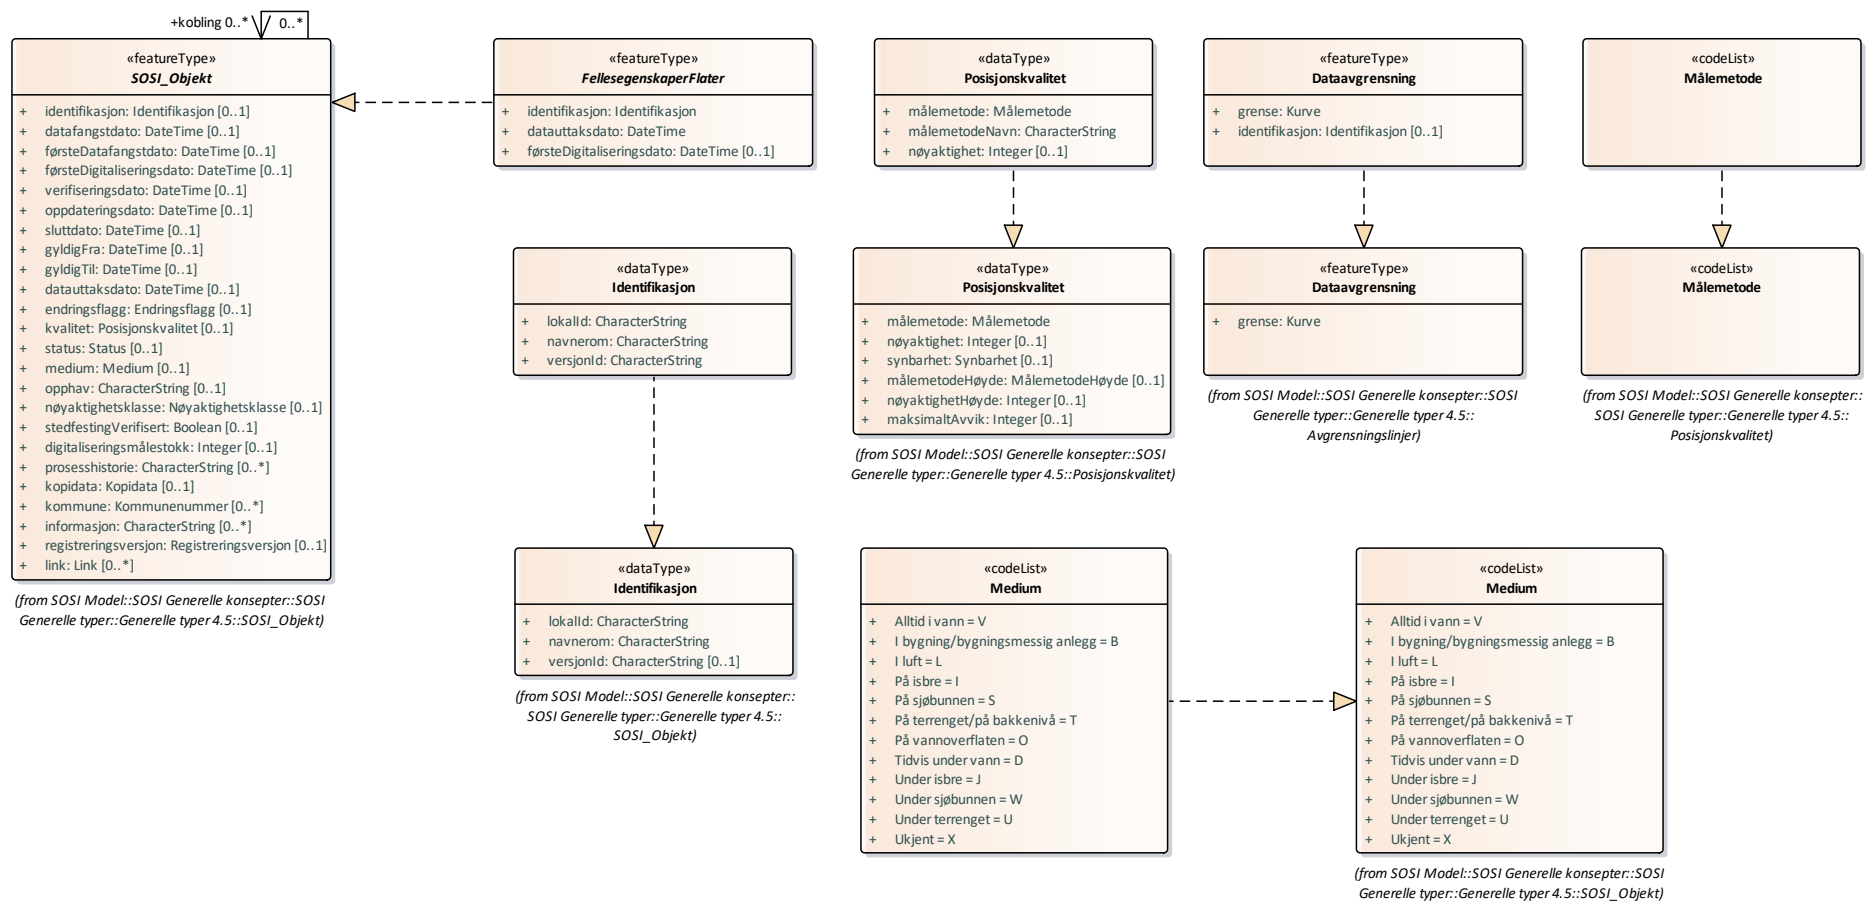 +kobling 0..*
0..*
«featureType»
SOSI_Objekt
+ identifikasjon: Identifikasjon [0..1]
+ datafangstdato: DateTime [0..1]
+ førsteDatafangstdato: DateTime [0..1]
+ førsteDigitaliseringsdato: DateTime [0..1]
+ verifiseringsdato: DateTime [0..1]
+ oppdateringsdato: DateTime [0..1]
+ sluttdato: DateTime [0..1]
+ gyldigFra: DateTime [0..1]
+ gyldigTil: DateTime [0..1]
+ datauttaksdato: DateTime [0..1]
+ endringsflagg: Endringsflagg [0..1]
+ kvalitet: Posisjonskvalitet [0..1]
+ status: Status [0..1]
+ medium: Medium [0..1]
+ opphav: CharacterString [0..1]
+ nøyaktighetsklasse: Nøyaktighetsklasse [0..1]
+ stedfestingVerifisert: Boolean [0..1]
+ digitaliseringsmålestokk: Integer [0..1]
+ prosesshistorie: CharacterString [0..*]
+ kopidata: Kopidata [0..1]
+ kommune: Kommunenummer [0..*]
+ informasjon: CharacterString [0..*]
+ registreringsversjon: Registreringsversjon [0..1]
+ link: Link [0..*]
(from SOSI Model::SOSI Generelle konsepter::SOSI
Generelle typer::Generelle typer 4.5::SOSI_Objekt)
«featureType»
FellesegenskaperFlater
+ identifikasjon: Identifikasjon
+ datauttaksdato: DateTime
+ førsteDigitaliseringsdato: DateTime [0..1]
«dataType»
Identifikasjon
+ lokalId: CharacterString
+ navnerom: CharacterString
+ versjonId: CharacterString
«dataType»
Identifikasjon
+ lokalId: CharacterString
+ navnerom: CharacterString
+ versjonId: CharacterString [0..1]
(from SOSI Model::SOSI Generelle konsepter::
SOSI Generelle typer::Generelle typer 4.5::
SOSI_Objekt)
«dataType»
Posisjonskvalitet
+ målemetode: Målemetode
+ målemetodeNavn: CharacterString
+ nøyaktighet: Integer [0..1]
«dataType»
Posisjonskvalitet
+ målemetode: Målemetode
+ nøyaktighet: Integer [0..1]
+ synbarhet: Synbarhet [0..1]
+ målemetodeHøyde: MålemetodeHøyde [0..1]
+ nøyaktighetHøyde: Integer [0..1]
+ maksimaltAvvik: Integer [0..1]
(from SOSI Model::SOSI Generelle konsepter::SOSI
Generelle typer::Generelle typer 4.5::Posisjonskvalitet)
«featureType»
Dataavgrensning
+ grense: Kurve
+ identifikasjon: Identifikasjon [0..1]
«featureType»
Dataavgrensning
+ grense: Kurve
(from SOSI Model::SOSI Generelle konsepter::SOSI
Generelle typer::Generelle typer 4.5::
Avgrensningslinjer)
«codeList»
Målemetode
«codeList»
Målemetode
(from SOSI Model::SOSI Generelle konsepter::
SOSI Generelle typer::Generelle typer 4.5::
Posisjonskvalitet)
«codeList»
Medium
+ Alltid i vann = V
+ I bygning/bygningsmessig anlegg = B
+ I luft = L
+ På isbre = I
+ På sjøbunnen = S
+ På terrenget/på bakkenivå = T
+ På vannoverflaten = O
+ Tidvis under vann = D
+ Under isbre = J
+ Under sjøbunnen = W
+ Under terrenget = U
+ Ukjent = X
«codeList»
Medium
+ Alltid i vann = V
+ I bygning/bygningsmessig anlegg = B
+ I luft = L
+ På isbre = I
+ På sjøbunnen = S
+ På terrenget/på bakkenivå = T
+ På vannoverflaten = O
+ Tidvis under vann = D
+ Under isbre = J
+ Under sjøbunnen = W
+ Under terrenget = U
+ Ukjent = X
(from SOSI Model::SOSI Generelle konsepter::SOSI
Generelle typer::Generelle typer 4.5::SOSI_Objekt)